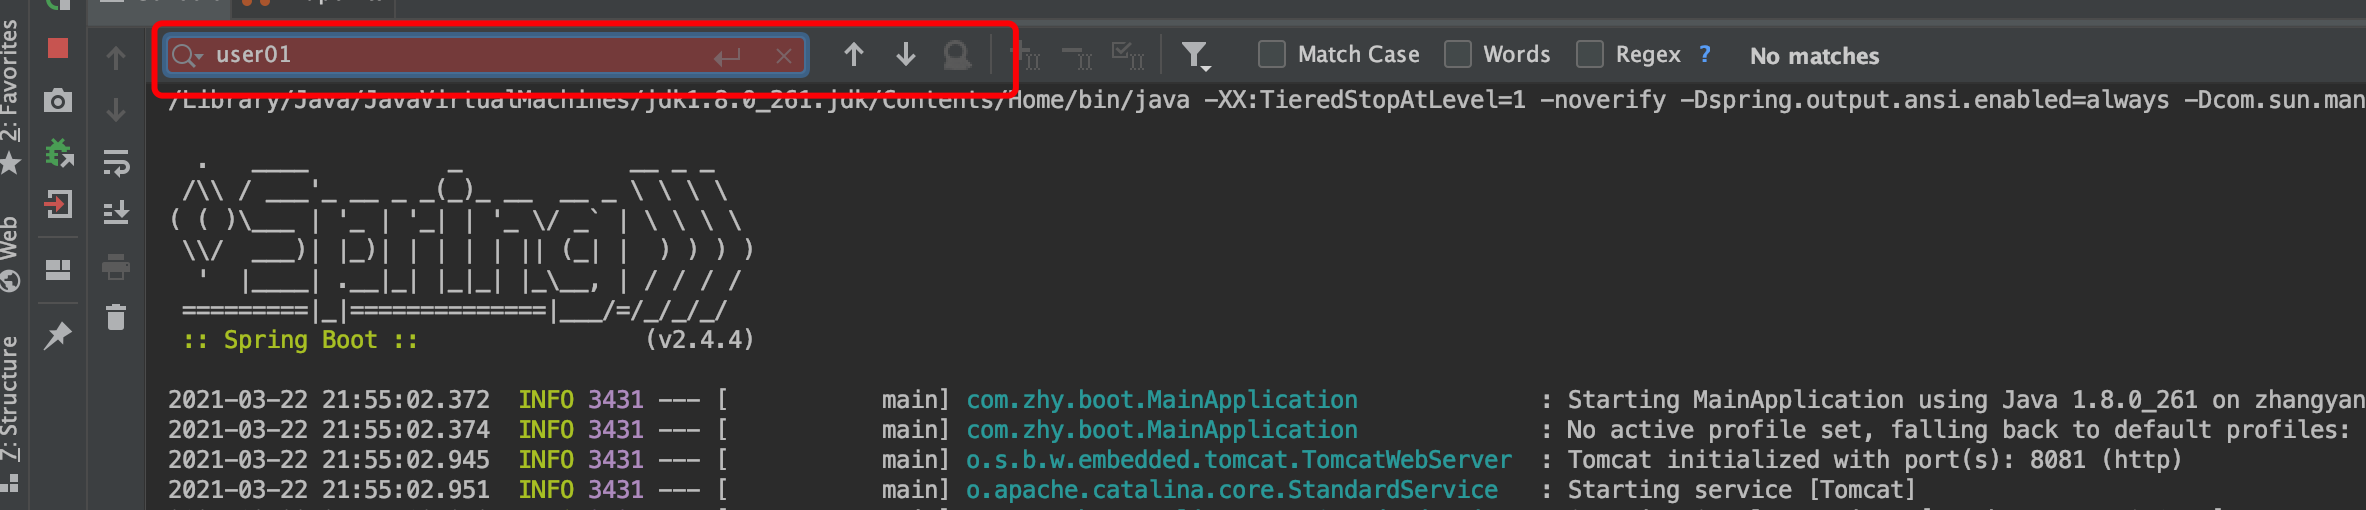 user01
Match Case
Words
Regex
?
No matches
2: Favorites
Web
7: Structure
/Library/Java/JavaVirtualMachines/jdk1.8.0_261.jdk/Contents/Home/bin/java -XX:TieredStopAtLevel=1 -noverify -Dspring.output.ansi.enabled=always -Dcom.sun.man
:: Spring Boot :: (v2.4.4)
2021-03-22 21:55:02.372 INFO 3431 --- [ main] com.zhy.boot.MainApplication : Starting MainApplication using Java 1.8.0_261 on zhangyan
2021-03-22 21:55:02.374 INFO 3431 --- [ main] com.zhy.boot.MainApplication : No active profile set, falling back to default profiles:
2021-03-22 21:55:02.945 INFO 3431 --- [ main] o.s.b.w.embedded.tomcat.TomcatWebServer : Tomcat initialized with port(s): 8081 (http)
2021-03-22 21:55:02.951 INFO 3431 --- [ main] o.apache.catalina.core.StandardService : Starting service [Tomcat]